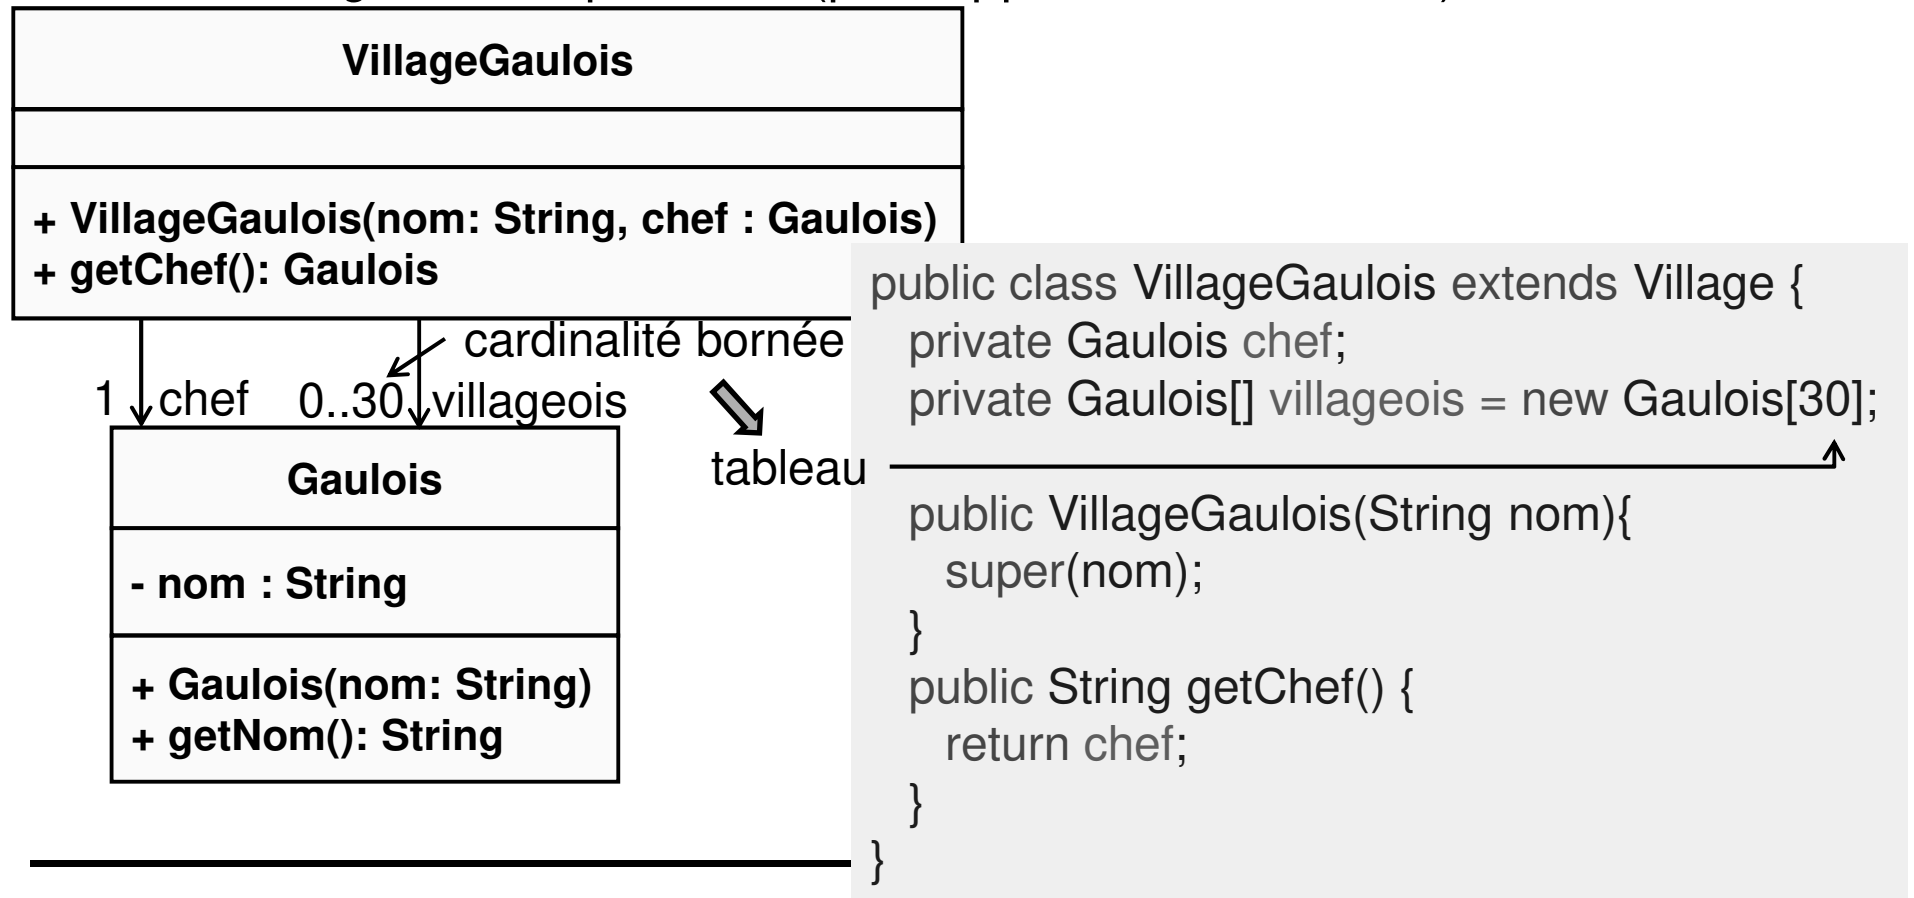 VillageGaulois
+ VillageGaulois(nom: String, chef : Gaulois)
+ getChef(): Gaulois
cardinalité bornée
1 chef 0..30 villageois
tableau
Gaulois
- nom : String
+ Gaulois(nom: String)
+ getNom(): String
public class VillageGaulois extends Village {
private Gaulois chef;
private Gaulois[] villageois = new Gaulois[30];
public VillageGaulois(String nom){
super(nom);
}
public String getChef() {
return chef;
}
}